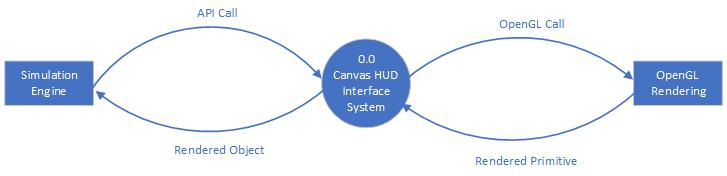 API Call
OpenGL Call
Simulation
Engine
0.0
Canvas HUD
Interface
System
OpenGL
Rendering
Rendered Object
Rendered Primitive